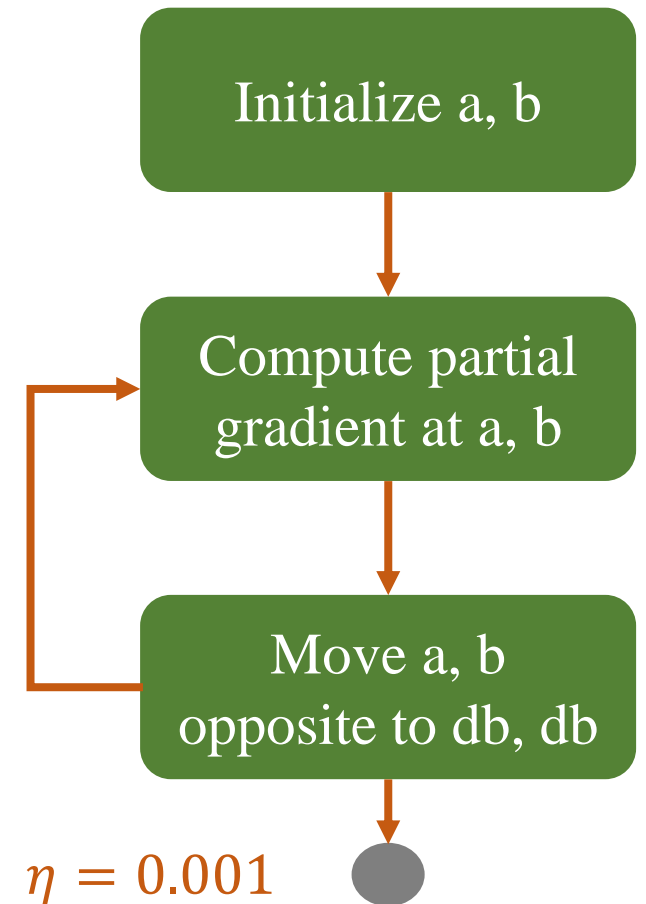 Initialize a, b
Compute partial
gradient at a, b
Move a, b
opposite to db, db
η = 0.001